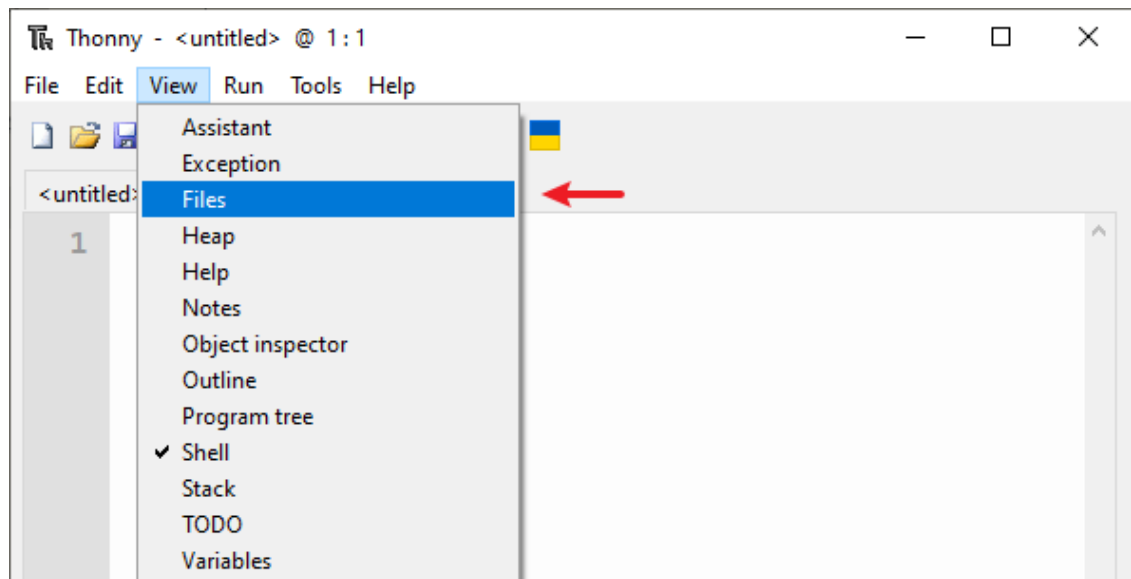 Thonny - <untitled> @ 1:1
File Edit View Run Tools Help
<untitled>
1
Assistant
Exception
Files
Heap
Help
Notes
Object inspector
Outline
Program tree
Shell
Stack
TODO
Variables